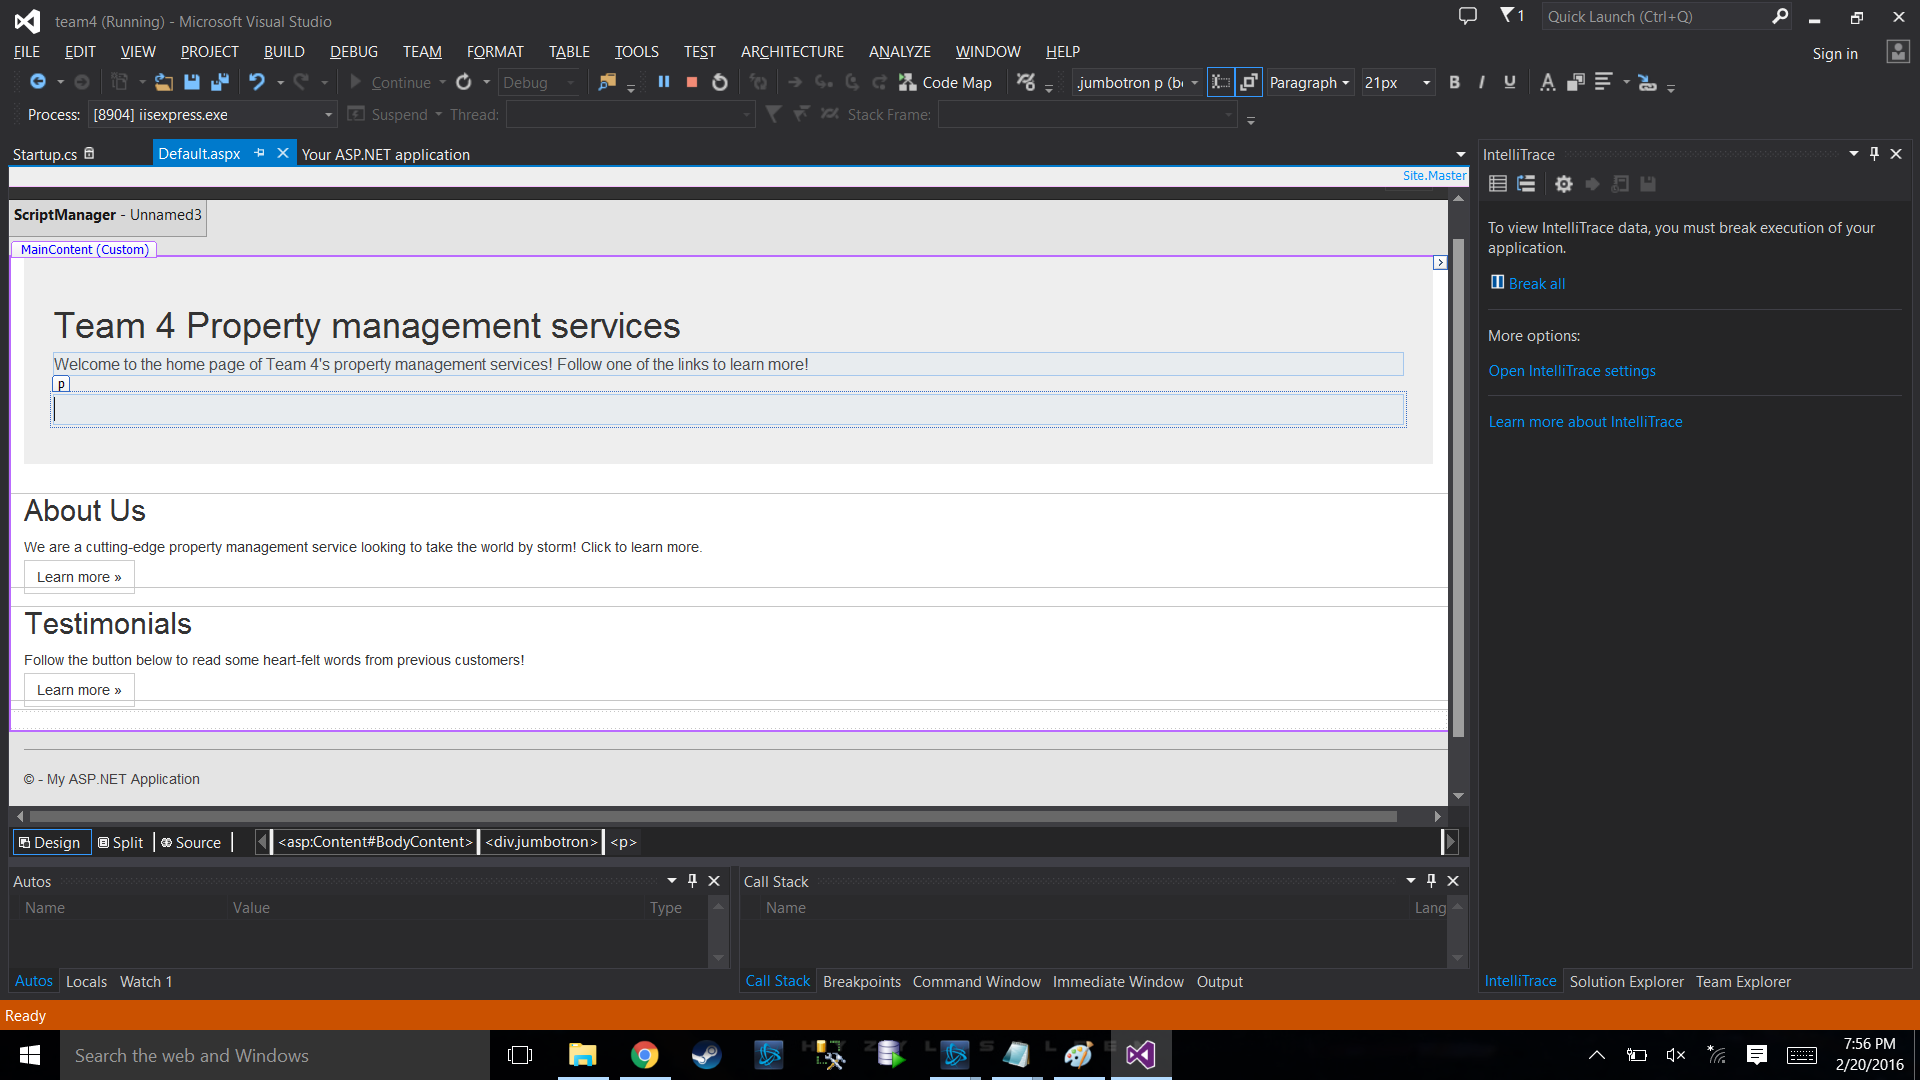 team4 (Running) - Microsoft Visual Studio
1
Quick Launch (Ctrl+Q)
FILE EDIT VIEW PROJECT BUILD DEBUG TEAM FORMAT TABLE TOOLS TEST ARCHITECTURE ANALYZE WINDOW HELP
Sign in
Continue Debug Code Map .jumbotron p (b Paragraph 21px B I U A
Process: [8904] iisexpress.exe Suspend Thread: Stack Frame:
Startup.cs Default.aspx Your ASP.NET application
Site.Master
ScriptManager - Unnamed3
MainContent (Custom)
Team 4 Property management services
Welcome to the home page of Team 4's property management services! Follow one of the links to learn more!
p
About Us
We are a cutting-edge property management service looking to take the world by storm! Click to learn more.
Learn more »
Testimonials
Follow the button below to read some heart-felt words from previous customers!
Learn more »
© - My ASP.NET Application
Design Split Source <asp:Content#BodyContent> <div.jumbotron> <p>
IntelliTrace
To view IntelliTrace data, you must break execution of your
application.
Break all
More options:
Open IntelliTrace settings
Learn more about IntelliTrace
Autos
Name Value Type
Autos Locals Watch 1
Call Stack
Name Lang
Call Stack Breakpoints Command Window Immediate Window Output
IntelliTrace Solution Explorer Team Explorer
Ready
Search the web and Windows
7:56 PM
2/20/2016